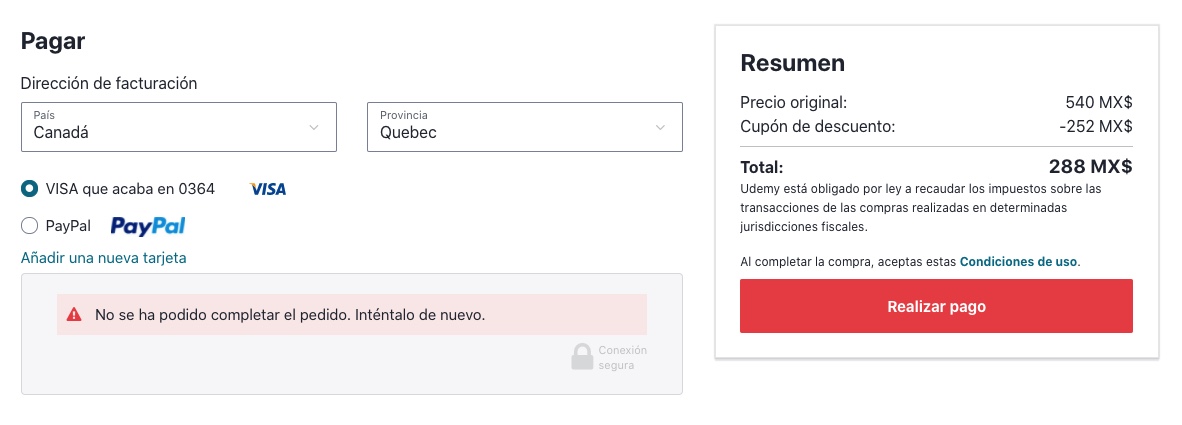 Pagar
Dirección de facturación
País
Canadá
Provincia
Quebec
VISA que acaba en 0364
VISA
PayPal
PayPal
Añadir una nueva tarjeta
No se ha podido completar el pedido. Inténtalo de nuevo.
Conexión
segura
Resumen
Precio original: 540 MX$
Cupón de descuento: -252 MX$
Total: 288 MX$
Udemy está obligado por ley a recaudar los impuestos sobre las
transacciones de las compras realizadas en determinadas
jurisdicciones fiscales.
Al completar la compra, aceptas estas Condiciones de uso.
Realizar pago